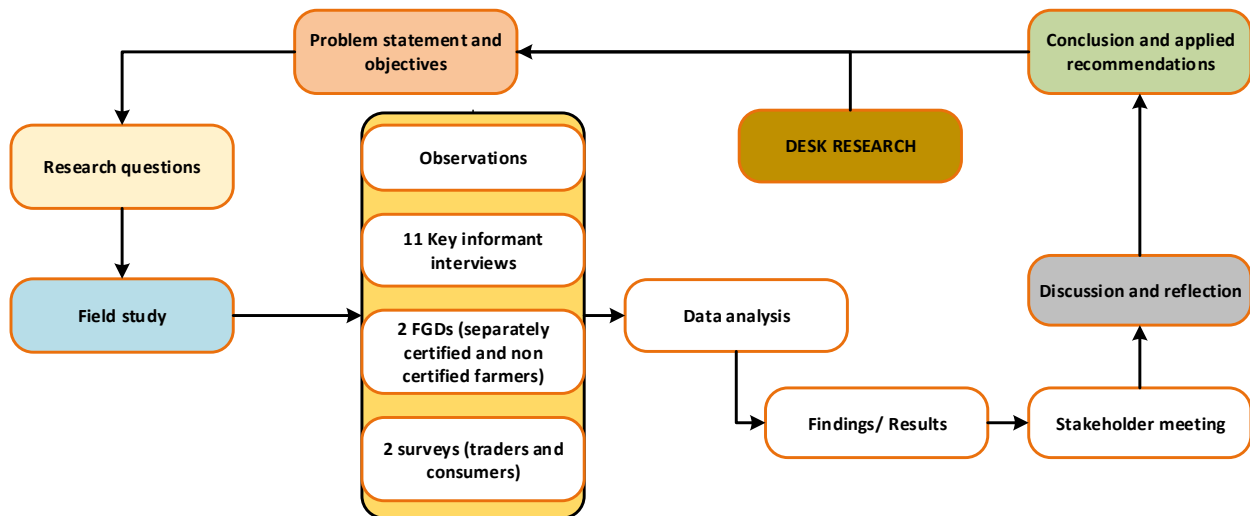 Problem statement and
objectives
Conclusion and applied
recommendations
Research questions
Observations
DESK RESEARCH
11 Key informant
interviews
Field study
2 FGDs (separately
certified and non
certified farmers)
Data analysis
Discussion and reflection
2 surveys (traders and
consumers)
Findings/ Results
Stakeholder meeting